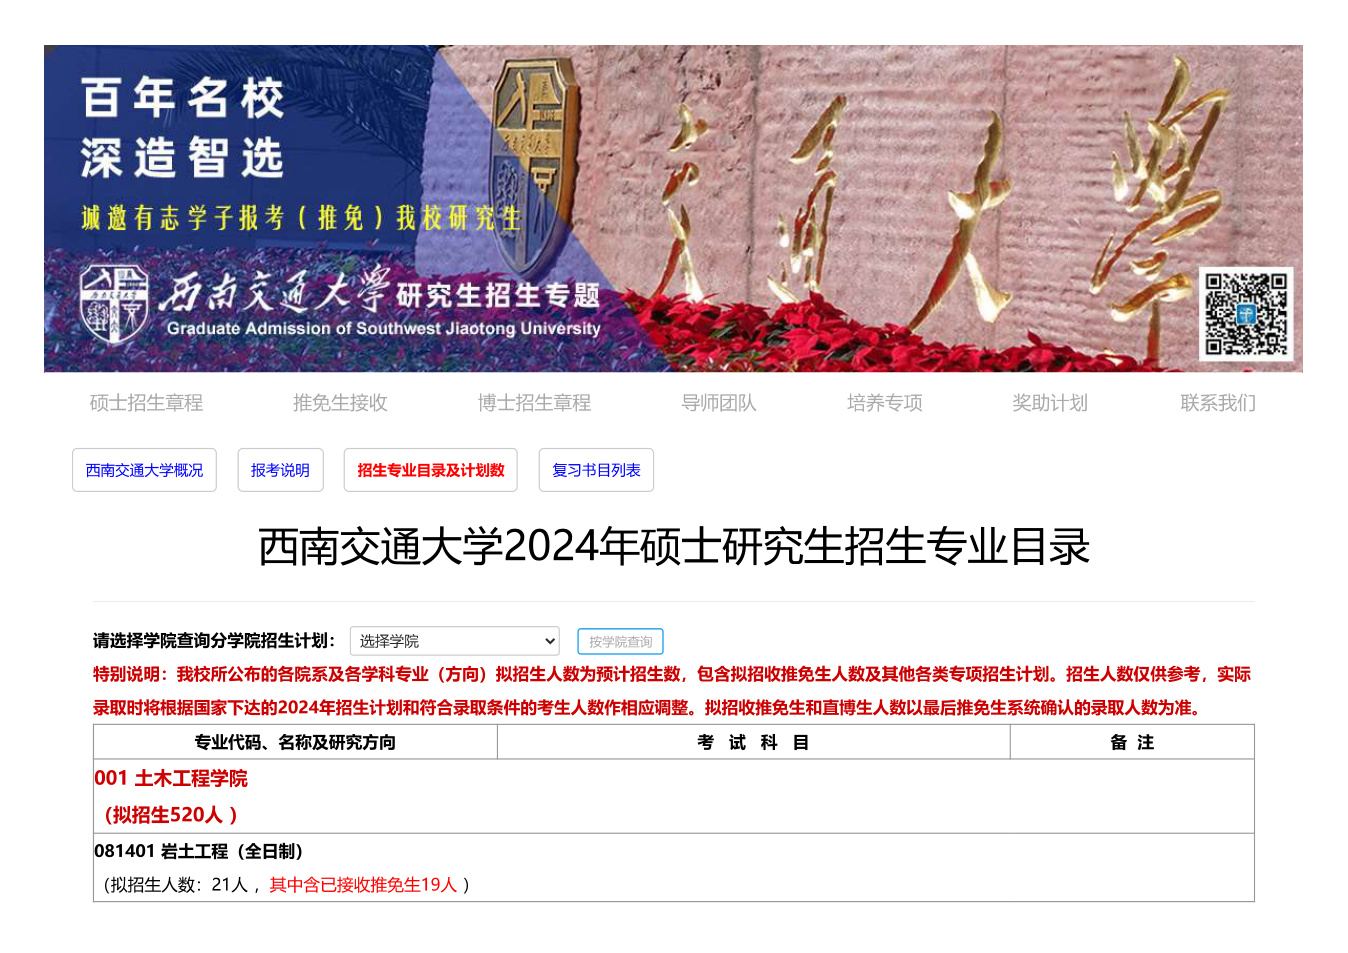 百年名校
深造智选
诚邀有志学子报考（推免）我校研究生
西南交通大学研究生招生专题
Graduate Admission of Southwest Jiaotong University
交通大學
硕士招生章程 推免生接收 博士招生章程 导师团队 培养专项 奖助计划 联系我们
西南交通大学概况 报考说明 招生专业目录及计划数 复习书目列表
西南交通大学2024年硕士研究生招生专业目录
请选择学院查询分学院招生计划： 选择学院 按学院查询
特别说明：我校所公布的各院系及各学科专业（方向）拟招生人数为预计招生数，包含拟招收推免生人数及其他各类专项招生计划。招生人数仅供参考，实际
录取时将根据国家下达的2024年招生计划和符合录取条件的考生人数作相应调整。拟招收推免生和直博生人数以最后推免生系统确认的录取人数为准。
专业代码、名称及研究方向 考 试 科 目 备 注
001 土木工程学院
（拟招生520人 ）
081401 岩土工程（全日制）
（拟招生人数：21人 ，其中含已接收推免生19人 ）